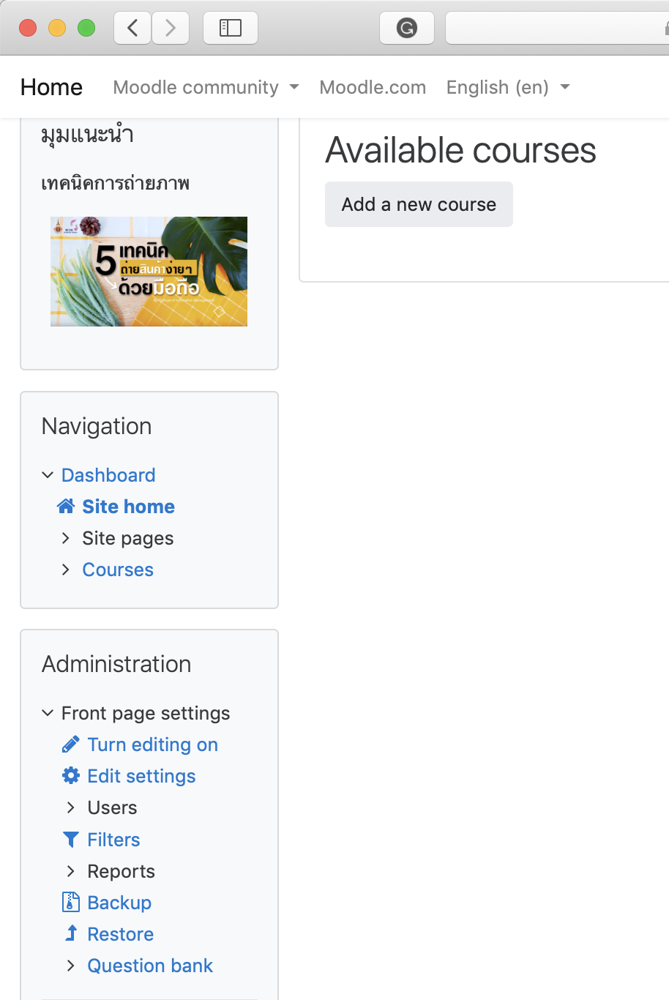 Home Moodle community Moodle.com English (en)
มุมแนะนำ
เทคนิคการถ่ายภาพ
5 เทคนิค
ถ่ายสินค้าง่ายๆ
ด้วยมือถือ
Available courses
Add a new course
Navigation
Dashboard
Site home
Site pages
Courses
Administration
Front page settings
Turn editing on
Edit settings
Users
Filters
Reports
Backup
Restore
Question bank